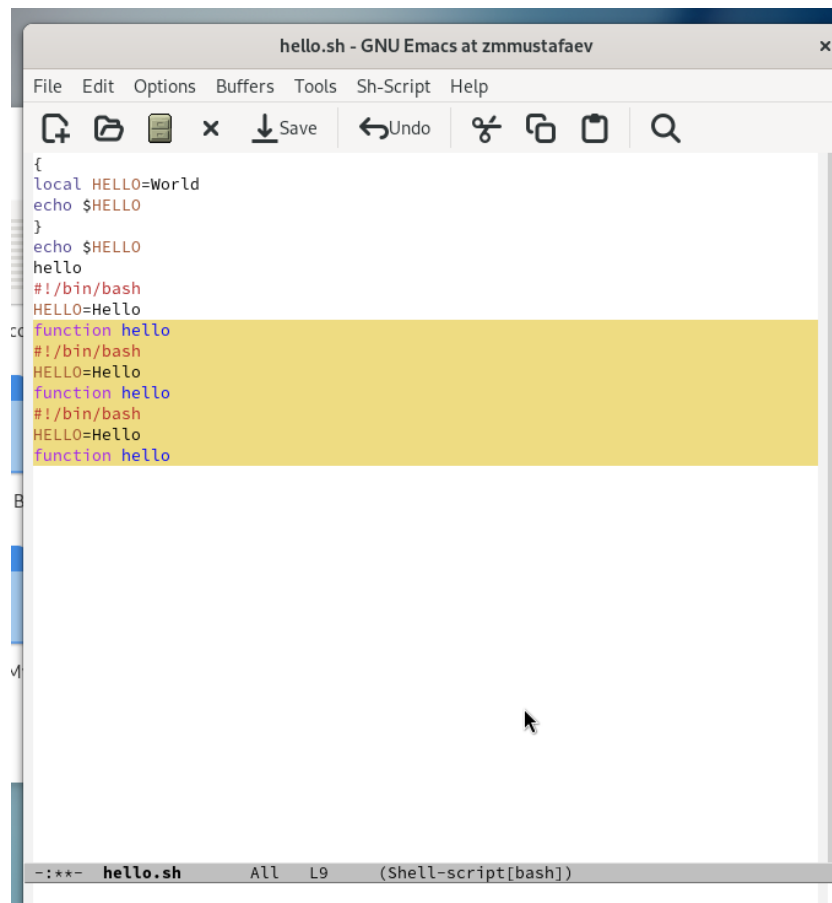 hello.sh - GNU Emacs at zmmustafaev ×
File Edit Options Buffers Tools Sh-Script Help
Save Undo
{
local HELLO=World
echo $HELLO
}
echo $HELLO
hello
#!/bin/bash
HELLO=Hello
function hello
#!/bin/bash
HELLO=Hello
function hello
#!/bin/bash
HELLO=Hello
function hello
-:**- hello.sh All L9 (Shell-script[bash])